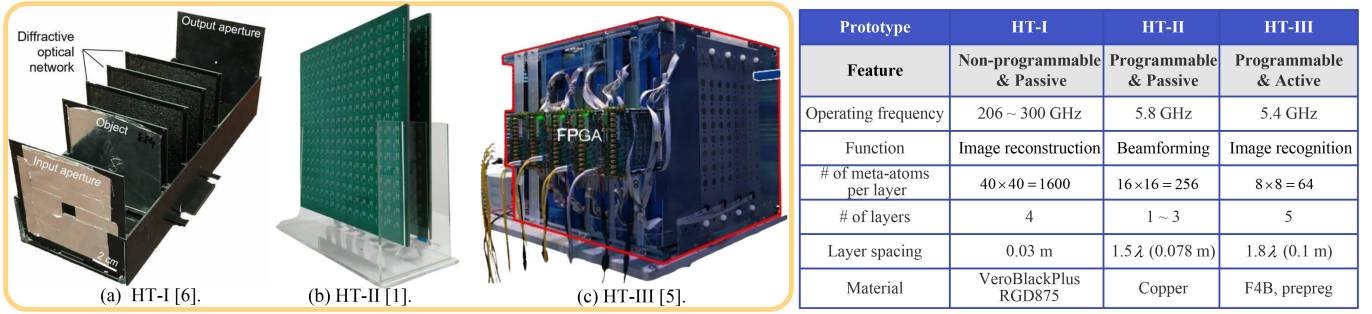 Output aperture
Diffractive
optical
network
Object
Input aperture
2 cm
(a) HT-I [6].
(b) HT-II [1].
FPGA
(c) HT-III [5].
Prototype HT-I HT-II HT-III
Feature Non-programmable & Passive Programmable & Passive Programmable & Active
Operating frequency 206 ~ 300 GHz 5.8 GHz 5.4 GHz
Function Image reconstruction Beamforming Image recognition
# of meta-atoms per layer 40×40=1600 16×16=256 8×8=64
# of layers 4 1 ~ 3 5
Layer spacing 0.03 m 1.5λ (0.078 m) 1.8λ (0.1 m)
Material VeroBlackPlus RGD875 Copper F4B, prepreg